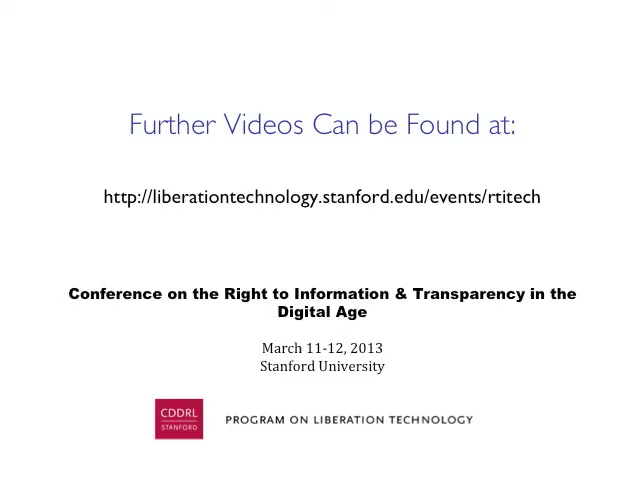 Further Videos Can be Found at:
http://liberationtechnology.stanford.edu/events/rtitech
Conference on the Right to Information & Transparency in the
Digital Age
March 11-12, 2013
Stanford University
CDDRL
STANFORD
PROGRAM ON LIBERATION TECHNOLOGY